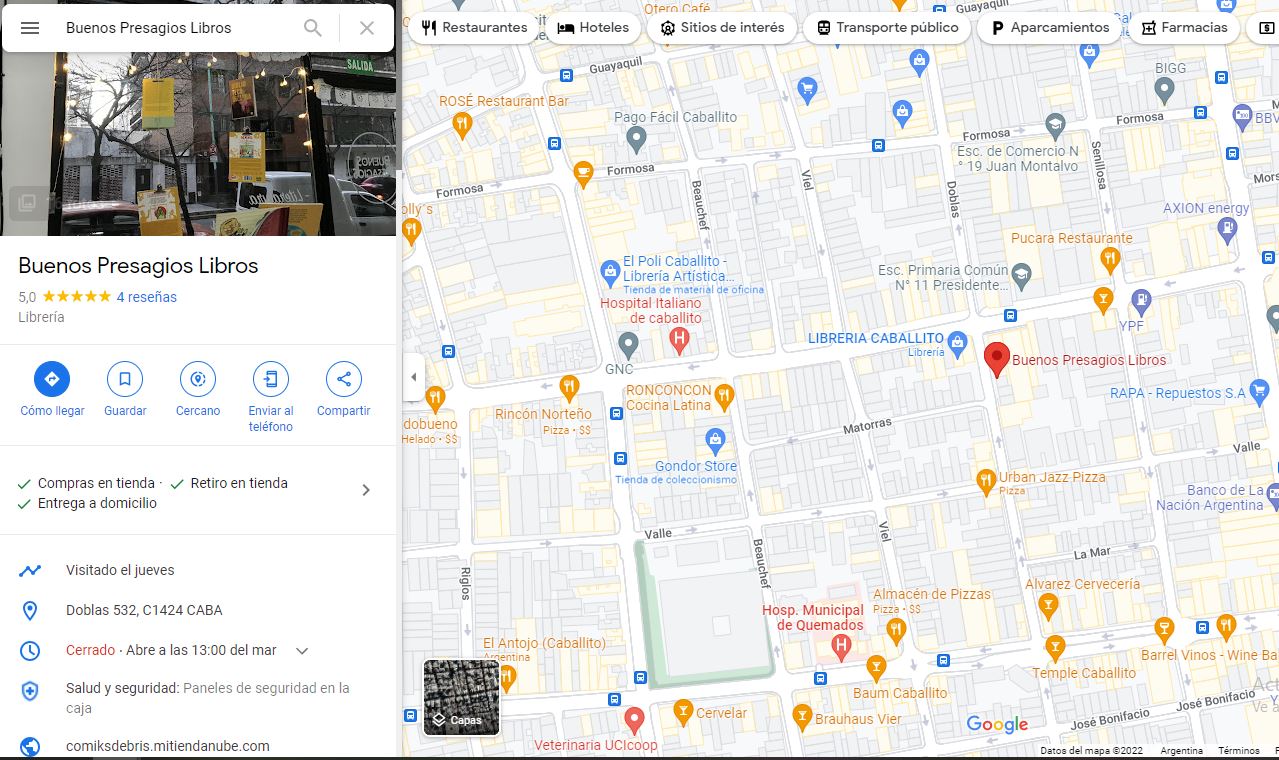 Buenos Presagios Libros
SALIDA
Buenos Presagios Libros
5,0
4 reseñas
Librería
Cómo llegar
Guardar
Cercano
Enviar al
teléfono
Compartir
Compras en tienda ·
Retiro en tienda
Entrega a domicilio
Visitado el jueves
Doblas 532, C1424 CABA
Cerrado · Abre a las 13:00 del mar
Salud y seguridad: Paneles de seguridad en la
caja
comiksdebris.mitiendanube.com
Restaurantes
Hoteles
Sitios de interés
Transporte público
Aparcamientos
Farmacias
Otero Café
Guayaquil
Guayaquil
BIGG
ROSÉ Restaurant Bar
Pago Fácil Caballito
Formosa
Formosa
Esc. de Comercio N
° 19 Juan Montalvo
Senillosa
Formosa
Formosa
Beauchef
Viel
Doblas
AXION energy
Pucara Restaurante
El Poli Caballito -
Librería Artística...
Tienda de material de oficina
Esc. Primaria Común
N° 11 Presidente...
Hospital Italiano
de caballito
YPF
LIBRERIA CABALLITO
Librería
Buenos Presagios Libros
GNC
RONCONCON
Cocina Latina
RAPA - Repuestos S.A
Rincón Norteño
Pizza • $$
Helado • $$
Matorras
Valle
Gondor Store
Tienda de coleccionismo
Urban Jazz Pizza
Pizza
Banco de La
Nación Argentina
Valle
Viel
Beauchef
La Mar
Riglos
Alvarez Cervecería
Almacén de Pizzas
Pizza • $$
Hosp. Municipal
de Quemados
El Antojo (Caballito)
Argentina
Barrel Vinos - Wine Ba
Temple Caballito
Baum Caballito
Capas
Cervelar
Braunaus Vier
Google
José Bonifacio
José Bonifacio
Veterinaria UCIcoop
Datos del mapa ©2022
Argentina
Términos